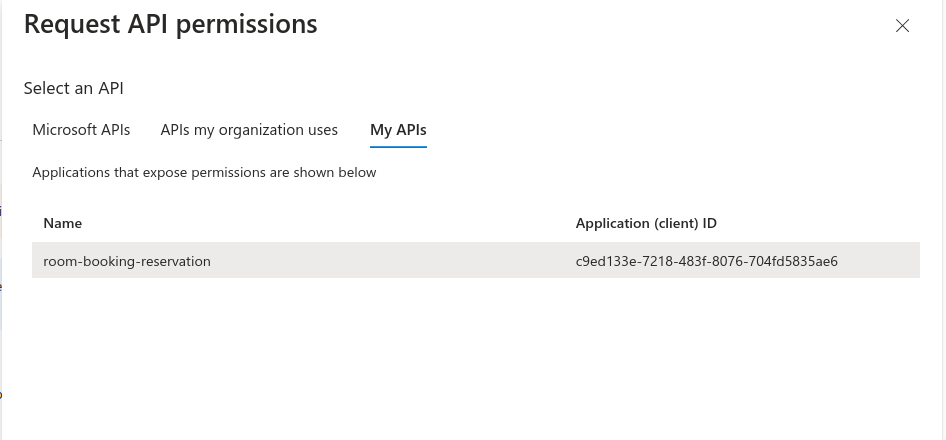 Request API permissions
Select an API
Microsoft APIs APIs my organization uses My APIs
Applications that expose permissions are shown below
Name Application (client) ID
room-booking-reservation c9ed133e-7218-483f-8076-704fd5835ae6